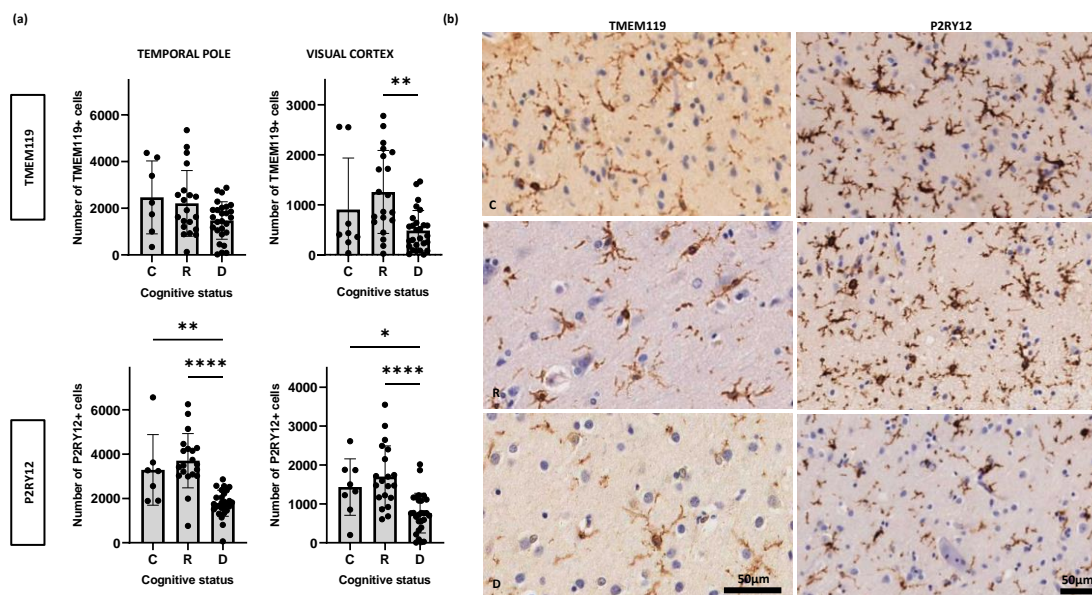 (a)
TEMPORAL POLE
VISUAL CORTEX
TMEM119
Number of TMEM119+ cells
6000
4000
2000
0
C R D
Cognitive status
Number of TMEM119+ cells
3000
2000
1000
0
**
C R D
Cognitive status
P2RY12
Number of P2RY12+ cells
6000
4000
2000
0
**
****
C R D
Cognitive status
Number of P2RY12+ cells
4000
3000
2000
1000
0
*
****
C R D
Cognitive status
(b)
TMEM119
P2RY12
C
R
D
50µm
50µm